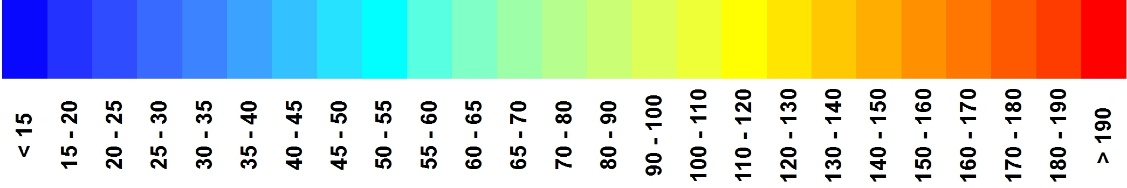 < 15
15 - 20
20 - 25
25 - 30
30 - 35
35 - 40
40 - 45
45 - 50
50 - 55
55 - 60
60 - 65
65 - 70
70 - 80
80 - 90
90 - 100
100 - 110
110 - 120
120 - 130
130 - 140
140 - 150
150 - 160
160 - 170
170 - 180
180 - 190
> 190